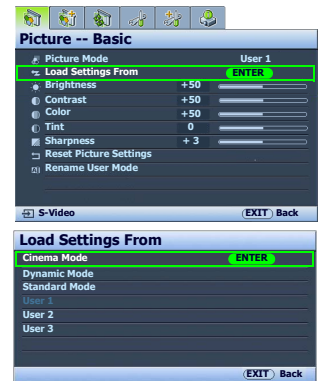 Picture -- Basic
Picture Mode User 1
Load Settings From ENTER
Brightness +50
Contrast +50
Color +50
Tint 0
Sharpness + 3
Reset Picture Settings
Rename User Mode
S-Video EXIT Back
Load Settings From
Cinema Mode ENTER
Dynamic Mode
Standard Mode
User 1
User 2
User 3
EXIT Back